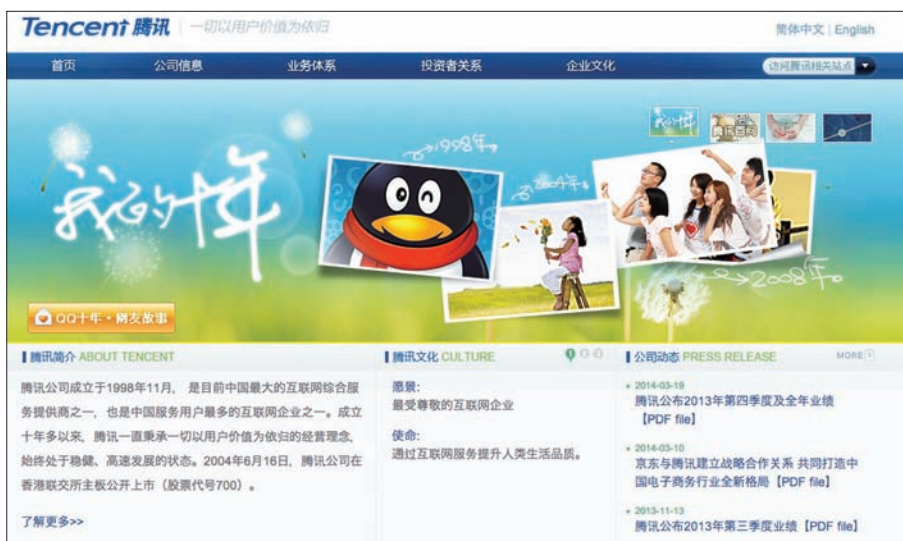 Tencent 腾讯 一切以用户价值为依归
简体中文 | English
首页 公司信息 业务体系 投资者关系 企业文化 访问腾讯相关站点
我的十年
1998年
2004年
2008年
我的十年 腾讯官网
QQ十年·网友故事
腾讯简介 ABOUT TENCENT
腾讯公司成立于1998年11月, 是目前中国最大的互联网综合服
务提供商之一, 也是中国服务用户最多的互联网企业之一。成立
十年多以来, 腾讯一直秉承一切以用户价值为依归的经营理念,
始终处于稳健、高速发展的状态。2004年6月16日, 腾讯公司在
香港联交所主板公开上市(股票代号700)。
了解更多>>
腾讯文化 CULTURE
愿景:
最受尊敬的互联网企业
使命:
通过互联网服务提升人类生活品质。
公司动态 PRESS RELEASE MORE
2014-03-19
腾讯公布2013年第四季度及全年业绩
【PDF file】
2014-03-10
京东与腾讯建立战略合作关系 共同打造中
国电子商务行业全新格局【PDF file】
2013-11-13
腾讯公布2013年第三季度业绩【PDF file】